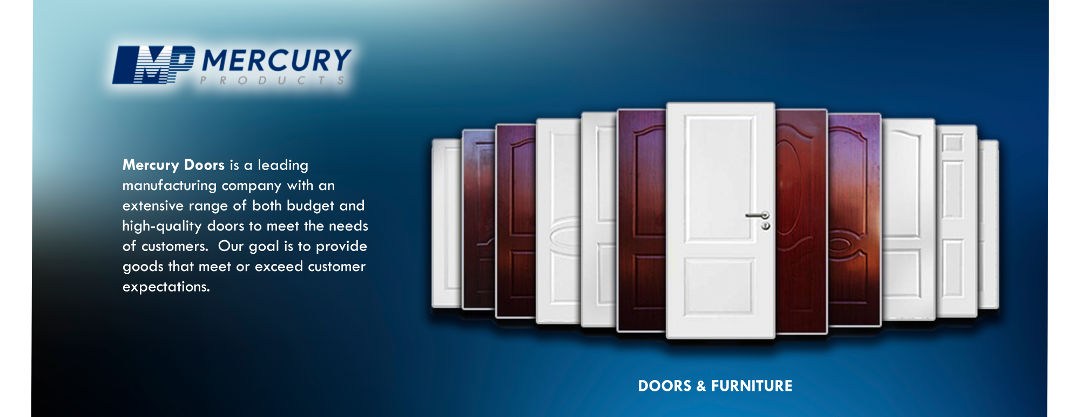 MP MERCURY
PRODUCTS
Mercury Doors is a leading
manufacturing company with an
extensive range of both budget and
high-quality doors to meet the needs
of customers. Our goal is to provide
goods that meet or exceed customer
expectations.
DOORS & FURNITURE